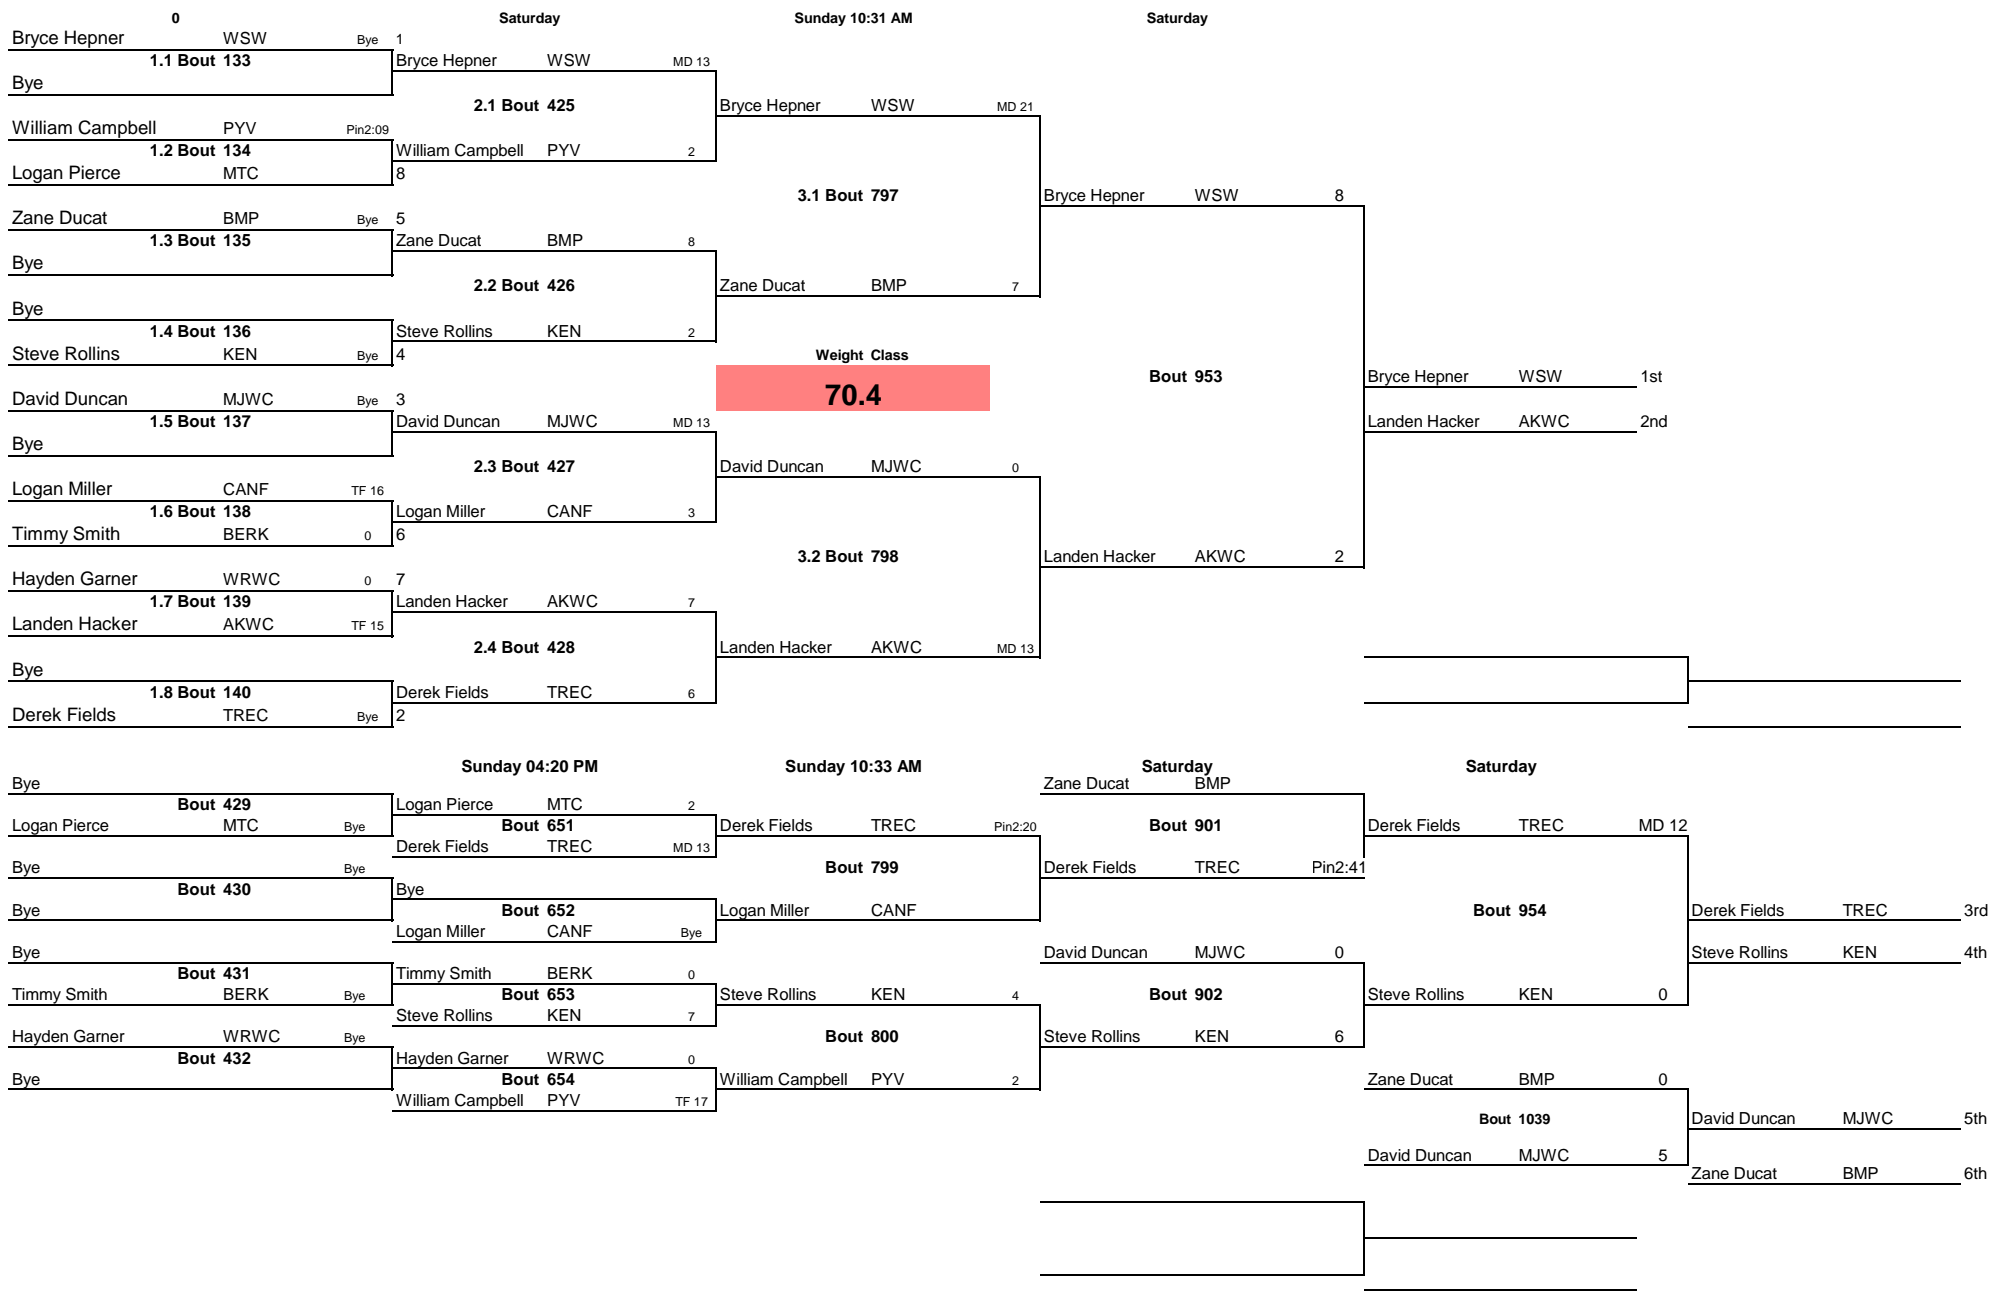 0 Saturday Sunday 10:31 AM Saturday
Bryce Hepner WSW Bye 1
1.1 Bout 133 Bryce Hepner WSW MD 13
Bye
2.1 Bout 425 Bryce Hepner WSW MD 21
William Campbell PYV Pin2:09
1.2 Bout 134 William Campbell PYV 2
Logan Pierce MTC 8
3.1 Bout 797 Bryce Hepner WSW 8
Zane Ducat BMP Bye 5
1.3 Bout 135 Zane Ducat BMP 8
Bye
2.2 Bout 426 Zane Ducat BMP 7
Bye
1.4 Bout 136 Steve Rollins KEN 2
Steve Rollins KEN Bye 4 Weight Class
Bout 953 Bryce Hepner WSW 1st
David Duncan MJWC Bye 3 70.4
1.5 Bout 137 David Duncan MJWC MD 13 Landen Hacker AKWC 2nd
Bye
2.3 Bout 427 David Duncan MJWC 0
Logan Miller CANF TF 16
1.6 Bout 138 Logan Miller CANF 3
Timmy Smith BERK 0 6
3.2 Bout 798 Landen Hacker AKWC 2
Hayden Garner WRWC 0 7
1.7 Bout 139 Landen Hacker AKWC 7
Landen Hacker AKWC TF 15
2.4 Bout 428 Landen Hacker AKWC MD 13
Bye
1.8 Bout 140 Derek Fields TREC 6
Derek Fields TREC Bye 2
Sunday 04:20 PM Sunday 10:33 AM Saturday Saturday
Bye Zane Ducat BMP
Bout 429 Logan Pierce MTC 2
Logan Pierce MTC Bye Bout 651 Derek Fields TREC Pin2:20 Bout 901 Derek Fields TREC MD 12
Derek Fields TREC MD 13
Bye Bye Bout 799 Derek Fields TREC Pin2:41
Bout 430 Bye
Bye Bout 652 Logan Miller CANF Bout 954 Derek Fields TREC 3rd
Logan Miller CANF Bye
Bye David Duncan MJWC 0 Steve Rollins KEN 4th
Bout 431 Timmy Smith BERK 0
Timmy Smith BERK Bye Bout 653 Steve Rollins KEN 4 Bout 902 Steve Rollins KEN 0
Steve Rollins KEN 7
Hayden Garner WRWC Bye Bout 800 Steve Rollins KEN 6
Bout 432 Hayden Garner WRWC 0
Bye Bout 654 William Campbell PYV 2 Zane Ducat BMP 0
William Campbell PYV TF 17
Bout 1039 David Duncan MJWC 5th
David Duncan MJWC 5
Zane Ducat BMP 6th